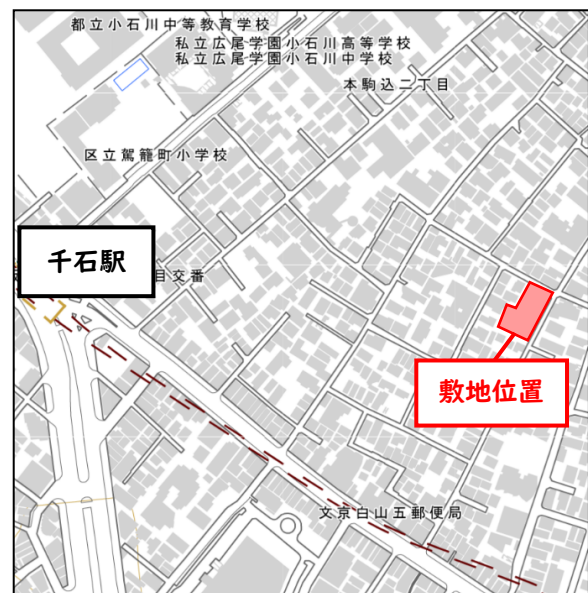 都立小石川中等教育学校
私立広尾学園小石川高等学校
私立広尾学園小石川中学校
本駒込二丁目
区立駕籠町小学校
千石駅
目交番
敷地位置
文京白山五郵便局